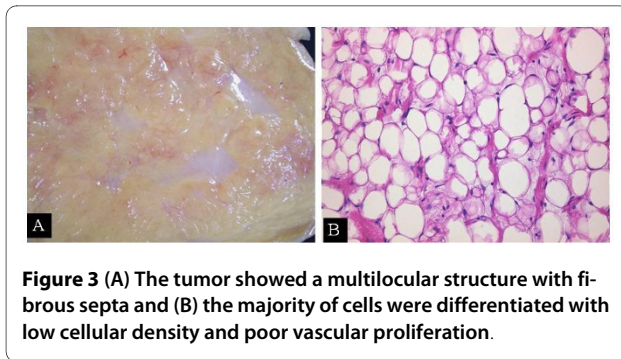 A
B
Figure 3 (A) The tumor showed a multilocular structure with fi-
brous septa and (B) the majority of cells were differentiated with
low cellular density and poor vascular proliferation.